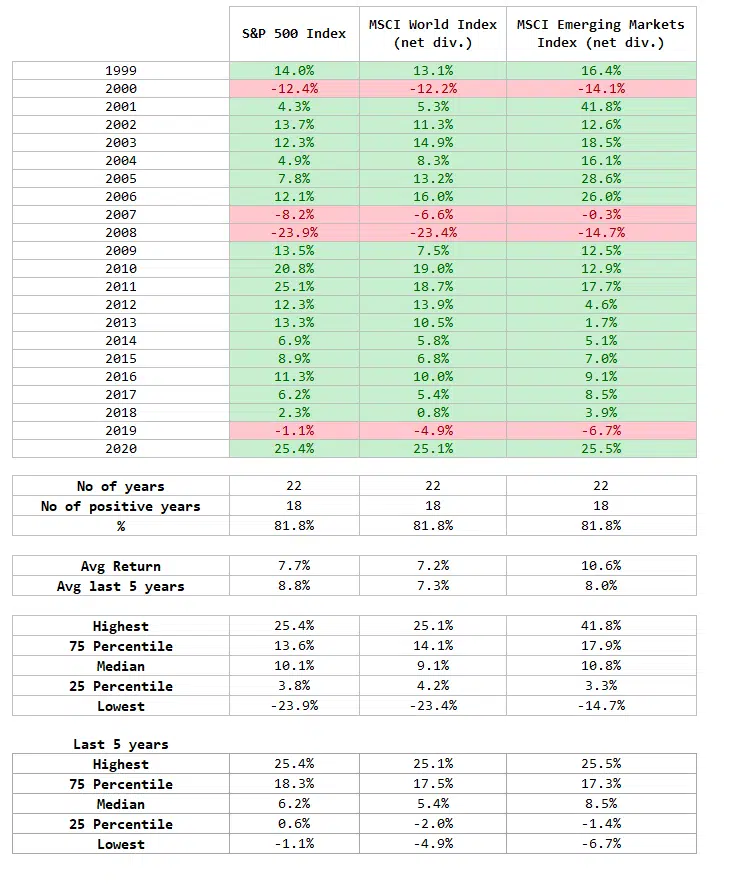 S&P 500 Index MSCI World Index (net div.) MSCI Emerging Markets Index (net div.)
1999 14.0% 13.1% 16.4%
2000 -12.4% -12.2% -14.1%
2001 4.3% 5.3% 41.8%
2002 13.7% 11.3% 12.6%
2003 12.3% 14.9% 18.5%
2004 4.9% 8.3% 16.1%
2005 7.8% 13.2% 28.6%
2006 12.1% 16.0% 26.0%
2007 -8.2% -6.6% -0.3%
2008 -23.9% -23.4% -14.7%
2009 13.5% 7.5% 12.5%
2010 20.8% 19.0% 12.9%
2011 25.1% 18.7% 17.7%
2012 12.3% 13.9% 4.6%
2013 13.3% 10.5% 1.7%
2014 6.9% 5.8% 5.1%
2015 8.9% 6.8% 7.0%
2016 11.3% 10.0% 9.1%
2017 6.2% 5.4% 8.5%
2018 2.3% 0.8% 3.9%
2019 -1.1% -4.9% -6.7%
2020 25.4% 25.1% 25.5%
No of years 22 22 22
No of positive years 18 18 18
% 81.8% 81.8% 81.8%
Avg Return 7.7% 7.2% 10.6%
Avg last 5 years 8.8% 7.3% 8.0%
Highest 25.4% 25.1% 41.8%
75 Percentile 13.6% 14.1% 17.9%
Median 10.1% 9.1% 10.8%
25 Percentile 3.8% 4.2% 3.3%
Lowest -23.9% -23.4% -14.7%
Last 5 years
Highest 25.4% 25.1% 25.5%
75 Percentile 18.3% 17.5% 17.3%
Median 6.2% 5.4% 8.5%
25 Percentile 0.6% -2.0% -1.4%
Lowest -1.1% -4.9% -6.7%